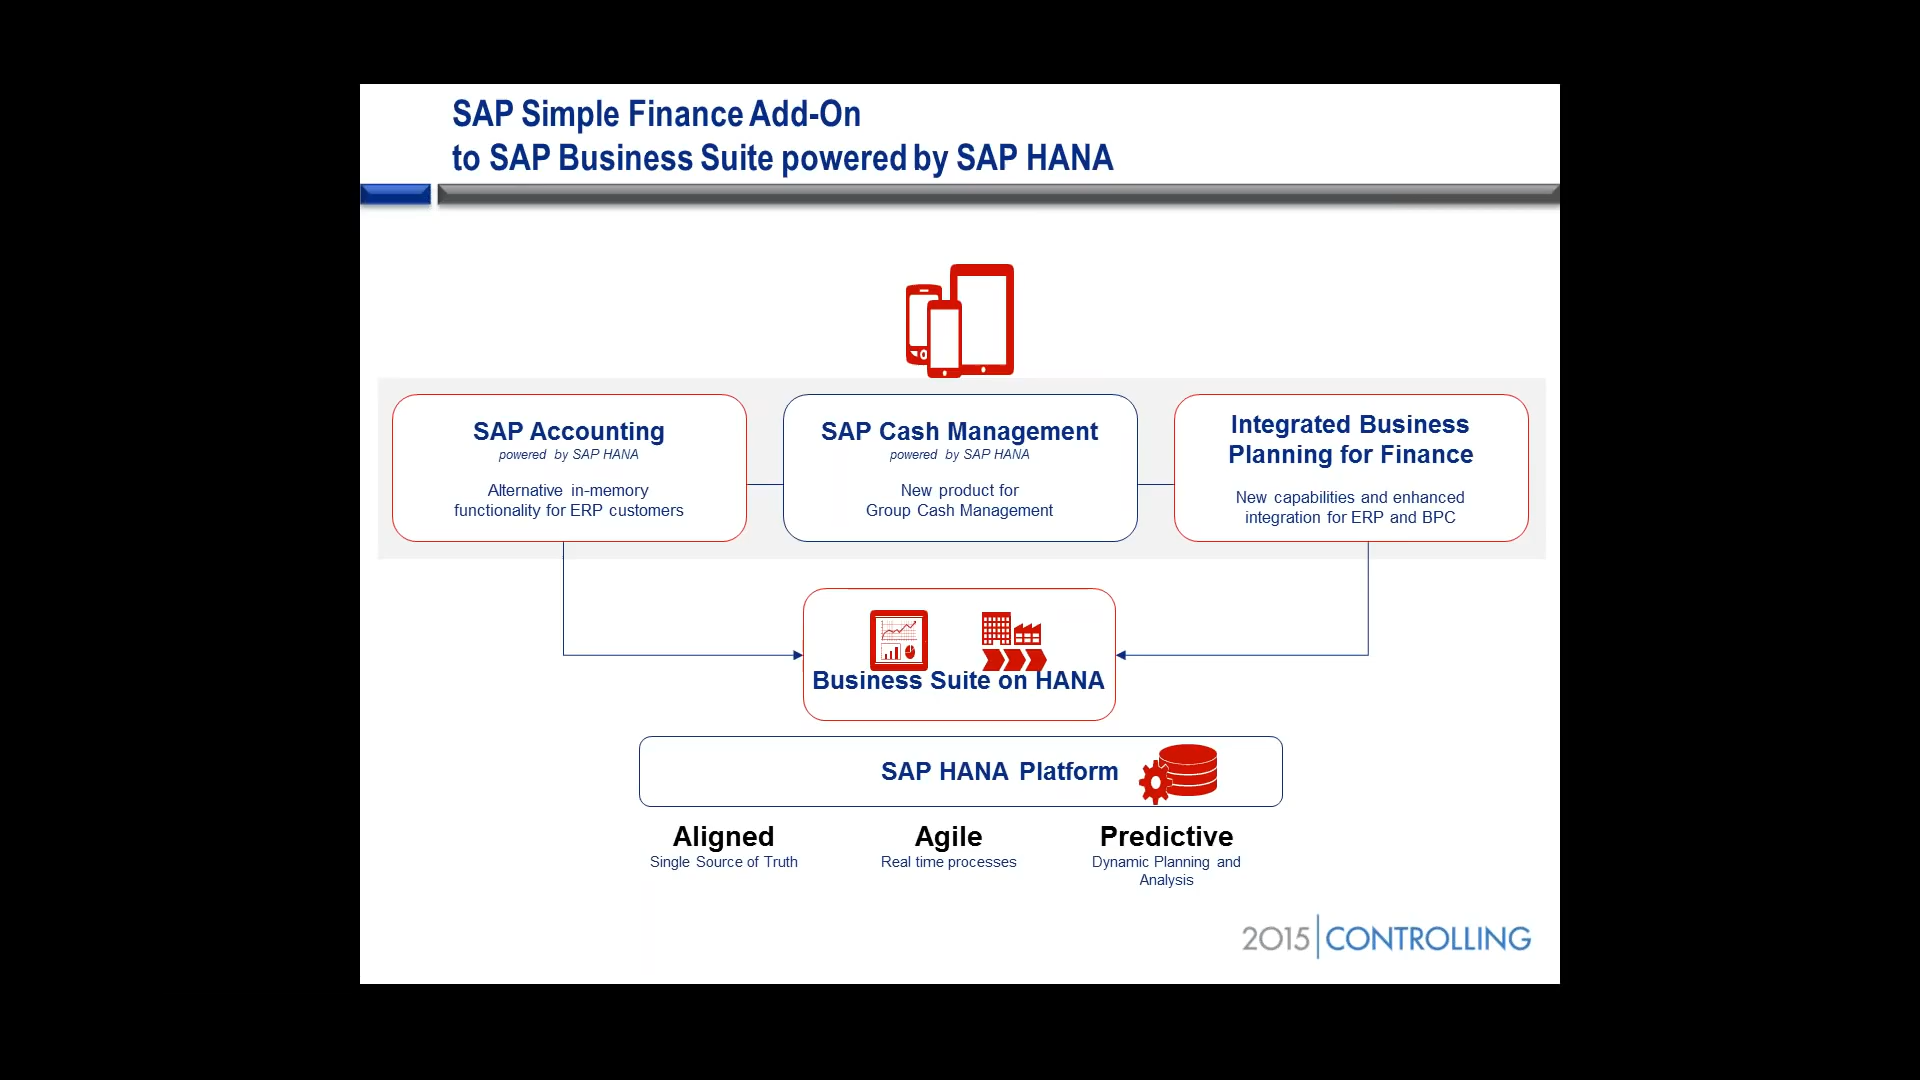 SAP Simple Finance Add-On
to SAP Business Suite powered by SAP HANA
SAP Accounting
powered by SAP HANA
Alternative in-memory
functionality for ERP customers
SAP Cash Management
powered by SAP HANA
New product for
Group Cash Management
Integrated Business
Planning for Finance
New capabilities and enhanced
integration for ERP and BPC
Business Suite on HANA
SAP HANA Platform
Aligned
Single Source of Truth
Agile
Real time processes
Predictive
Dynamic Planning and
Analysis
2015 CONTROLLING